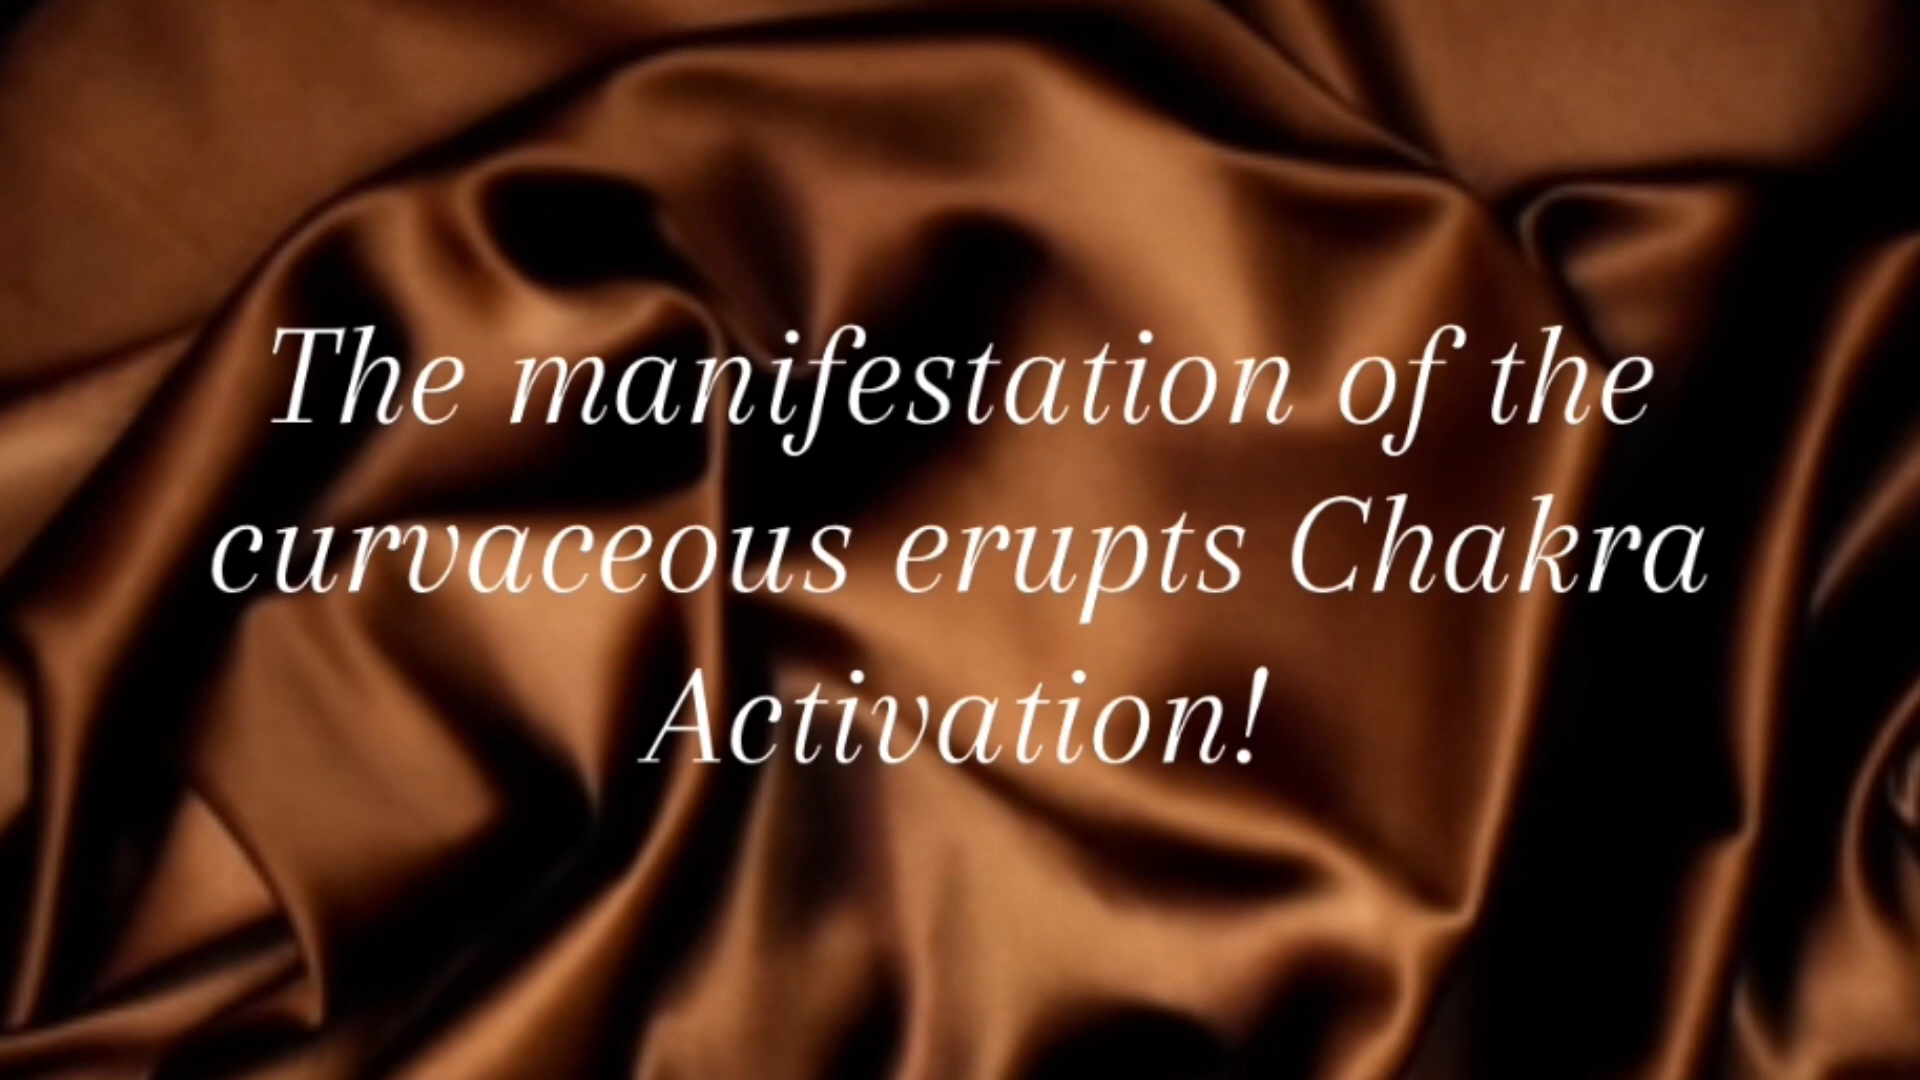 The manifestation of the
curvaceous erupts Chakra
Activation!